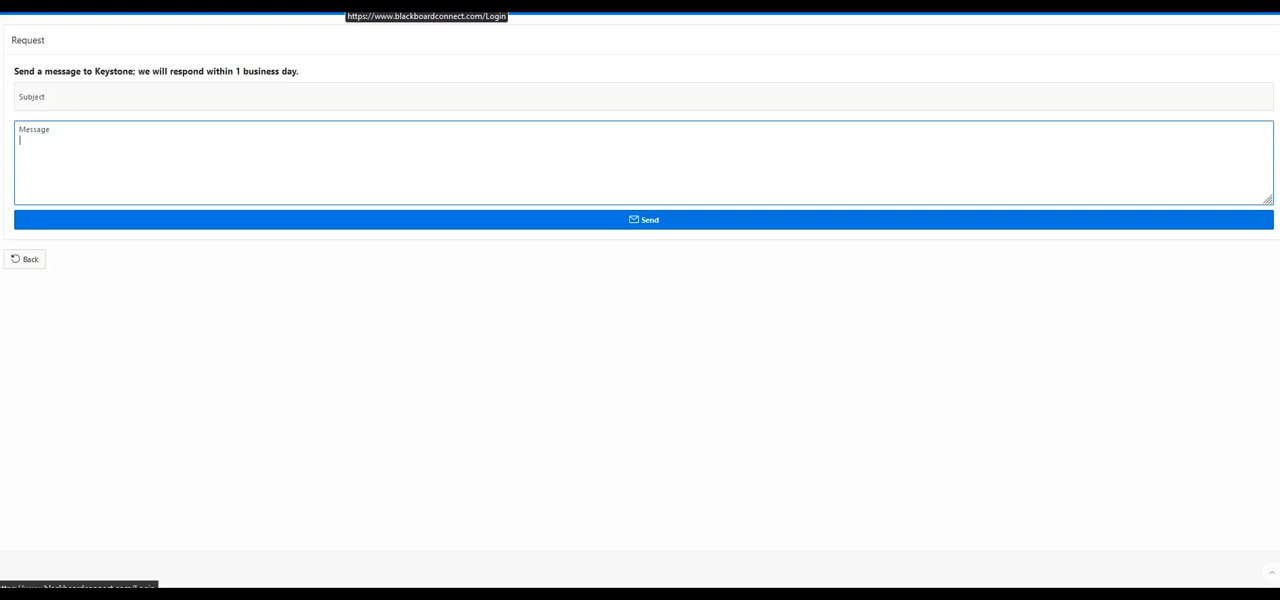 https://www.blackboardconnect.com/Login
Request
Send a message to Keystone; we will respond within 1 business day.
Subject
Message
Send
Back